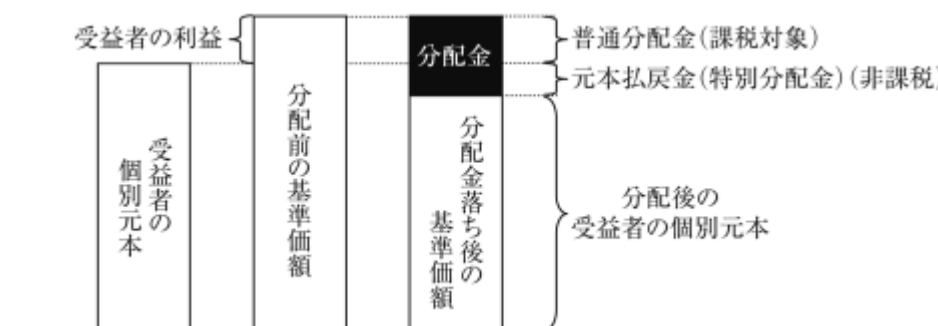 受益者の利益
分配金
普通分配金(課税対象)
元本払戻金(特別分配金)(非課税)
受益者の
個別元本
分配前の基準価額
分配金落ち後の
基準価額
分配後の
受益者の個別元本